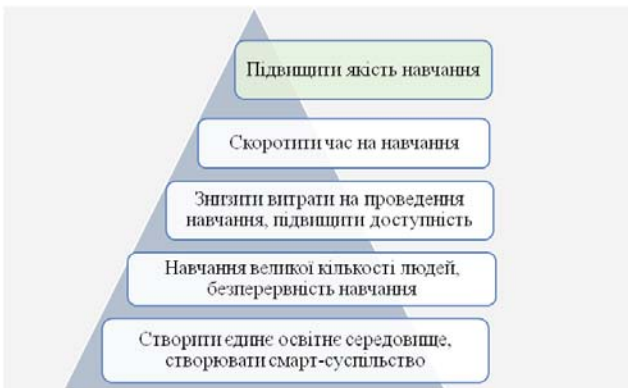 Підвищити якість навчання
Скоротити час на навчання
Знизити витрати на проведення
навчання, підвищити доступність
Навчання великої кількості людей,
безперервність навчання
Створити єдине освітнє середовище,
створювати смарт-суспільство